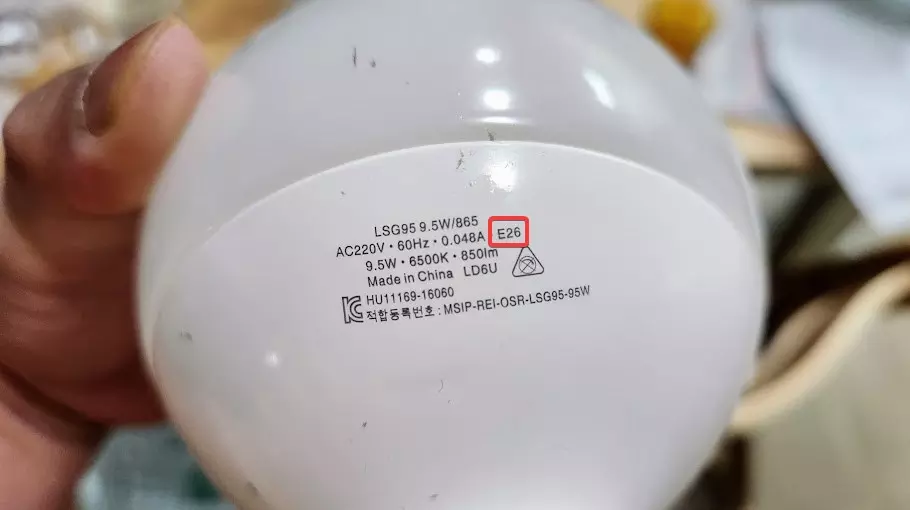 LSG95 9.5W/865
AC220V • 60Hz • 0.048A E26
9.5W • 6500K • 850lm
Made in China LD6U
HU11169-16060
적합등록번호 : MSIP-REI-OSR-LSG95-95W